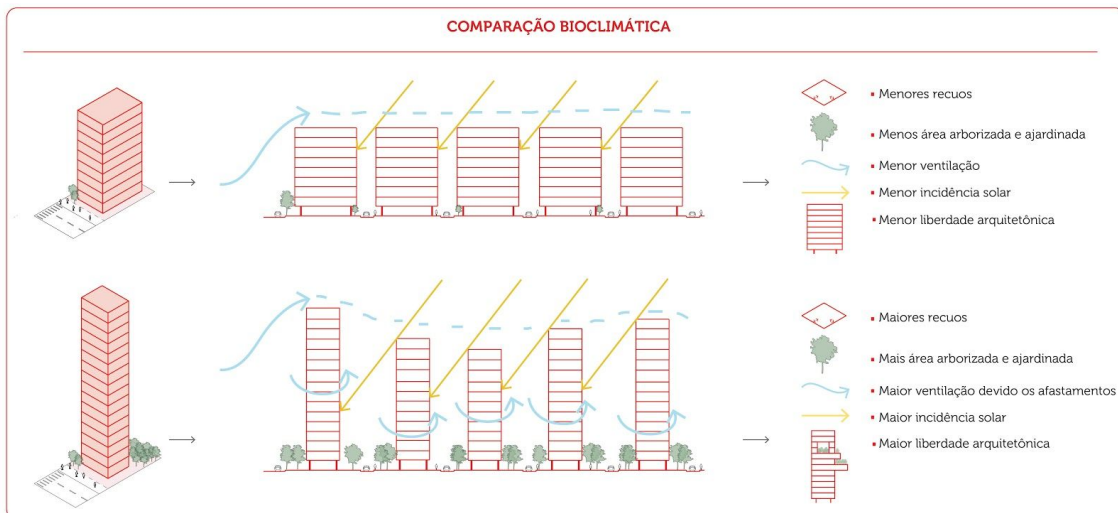 COMPARAÇÃO BIOCLIMÁTICA
▪ Menores recuos
▪ Menos área arborizada e ajardinada
▪ Menor ventilação
▪ Menor incidência solar
▪ Menor liberdade arquitetônica
▪ Maiores recuos
▪ Mais área arborizada e ajardinada
▪ Maior ventilação devido os afastamentos
▪ Maior incidência solar
▪ Maior liberdade arquitetônica